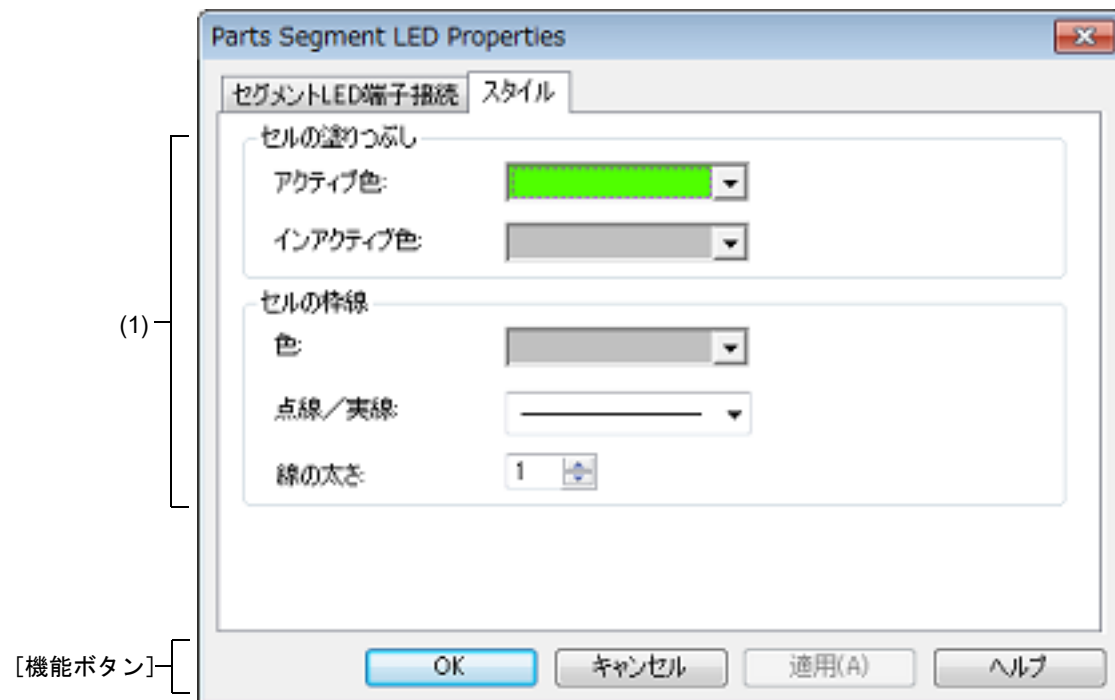 Parts Segment LED Properties
セグメントLED端子接続 スタイル
セルの塗りつぶし
アクティブ色:
インアクティブ色:
(1)
セルの枠線
色:
点線／実線:
線の太さ: 1
[機能ボタン]
OK キャンセル 適用(A) ヘルプ